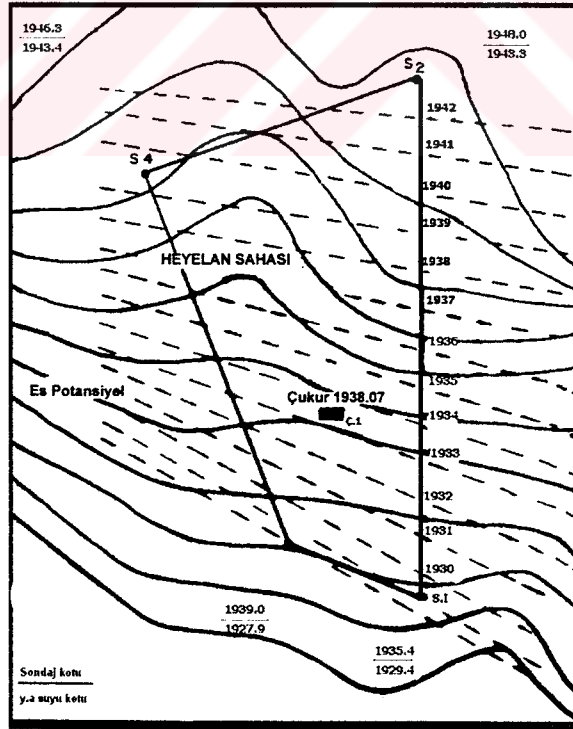 1946.3
1943.4
1948.0
1943.3
S 2
1942
1941
S 4
1940
1939
HEYELAN SAHASI
1938
1937
1936
1935
Es Potansiyel
Çukur 1938.07
Ç.1
1934
1933
1932
1931
1930
S.1
1939.0
1927.9
1935.4
1929.4
Sondaj kotu
y.a suyu kotu